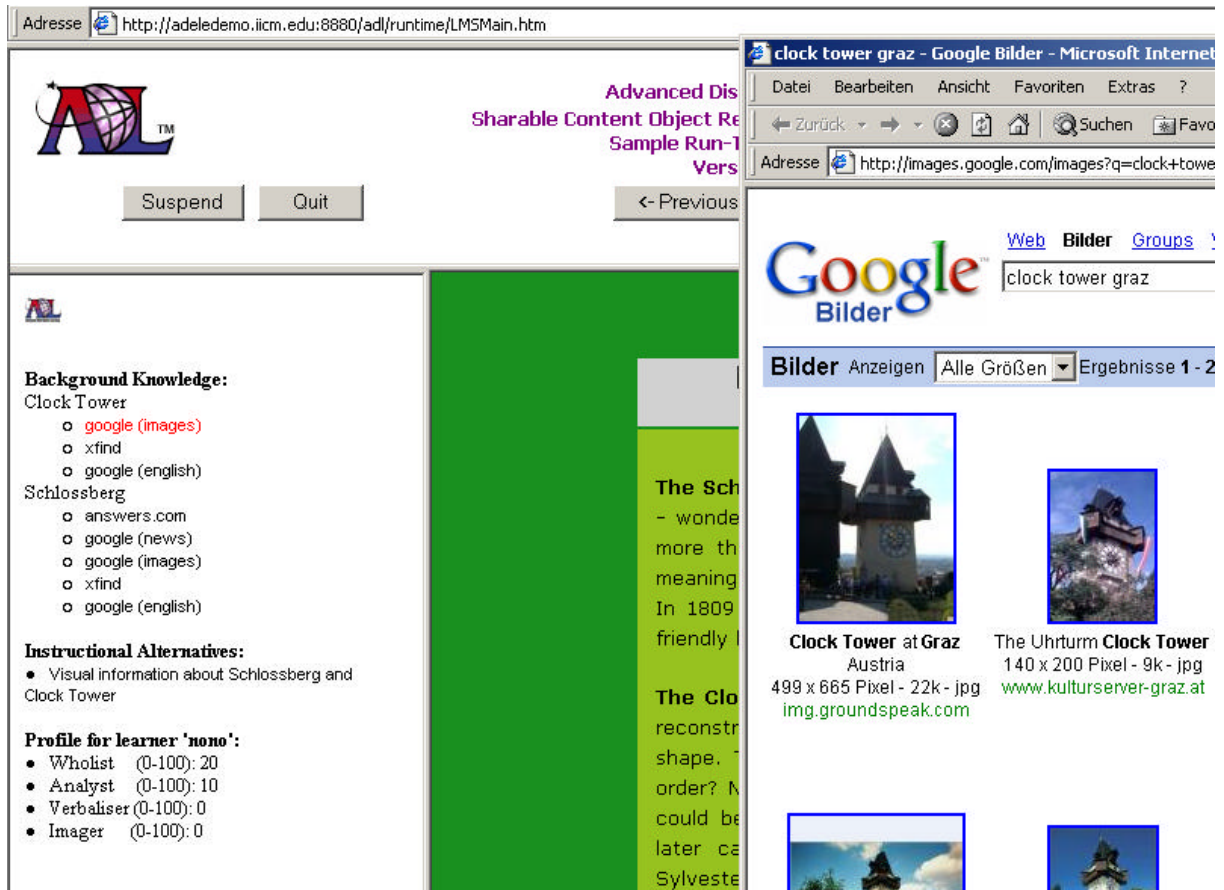 Adresse http://adeledemo.iicm.edu:8880/adl/runtime/LMSMain.htm
ADL TM
Advanced Dis
Sharable Content Object Re
Sample Run-T
Vers
Suspend Quit <- Previous
ADL
Background Knowledge:
Clock Tower
o google (images)
o xfind
o google (english)
Schlossberg
o answers.com
o google (news)
o google (images)
o xfind
o google (english)
Instructional Alternatives:
• Visual information about Schlossberg and
Clock Tower
Profile for learner 'nono':
• Wholist (0-100): 20
• Analyst (0-100): 10
• Verbaliser (0-100): 0
• Imager (0-100): 0
The Sch
- wonde
more th
meaning
In 1809
friendly
The Clo
reconstr
shape.
order? N
could be
later ca
Sylveste
clock tower graz - Google Bilder - Microsoft Internet
Datei Bearbeiten Ansicht Favoriten Extras ?
Zurück Suchen Favo
Adresse http://images.google.com/images?q=clock+towe
Google™
Bilder
Web Bilder Groups
clock tower graz
Bilder Anzeigen Alle Größen Ergebnisse 1 - 2
Clock Tower at Graz
Austria
499 x 665 Pixel - 22k - jpg
img.groundspeak.com
The Uhrturm Clock Tower
140 x 200 Pixel - 9k - jpg
www.kulturserver-graz.at